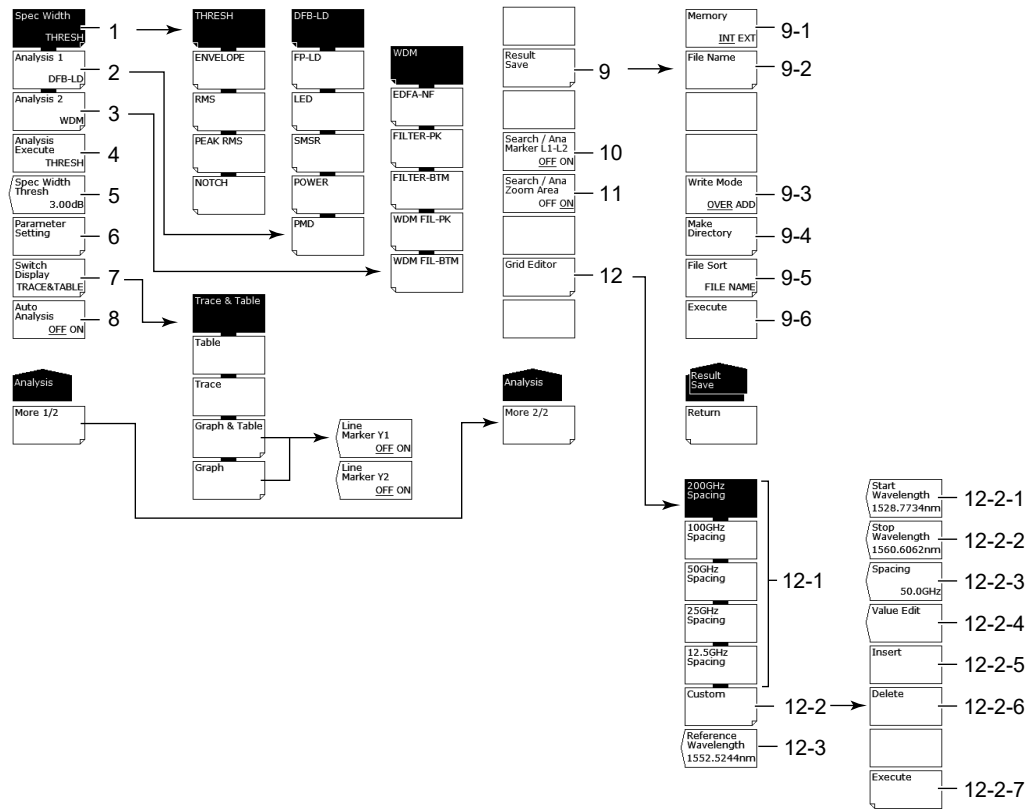 Spec Width
THRESH
1
Analysis 1
DFB-LD
2
Analysis 2
WDM
3
Analysis
Execute
THRESH
4
Spec Width
Thresh
3.00dB
5
Parameter
Setting
6
Switch
Display
TRACE&TABLE
7
Auto
Analysis
OFF ON
8
Analysis
More 1/2
THRESH
ENVELOPE
RMS
PEAK RMS
NOTCH
DFB-LD
FP-LD
LED
SMSR
POWER
PMD
WDM
EDFA-NF
FILTER-PK
FILTER-BTM
WDM FIL-PK
WDM FIL-BTM
Trace & Table
Table
Trace
Graph & Table
Graph
Line
Marker Y1
OFF ON
Line
Marker Y2
OFF ON
Result
Save
9
Search / Ana
Marker L1-L2
OFF ON
10
Search / Ana
Zoom Area
OFF ON
11
Grid Editor
12
Analysis
More 2/2
Memory
INT EXT
9-1
File Name
9-2
Write Mode
OVER ADD
9-3
Make
Directory
9-4
File Sort
FILE NAME
9-5
Execute
9-6
Result
Save
Return
200GHz
Spacing
100GHz
Spacing
50GHz
Spacing
25GHz
Spacing
12.5GHz
Spacing
12-1
Custom
12-2
Reference
Wavelength
1552.5244nm
12-3
Start
Wavelength
1528.7734nm
12-2-1
Stop
Wavelength
1560.6062nm
12-2-2
Spacing
50.0GHz
12-2-3
Value Edit
12-2-4
Insert
12-2-5
Delete
12-2-6
Execute
12-2-7